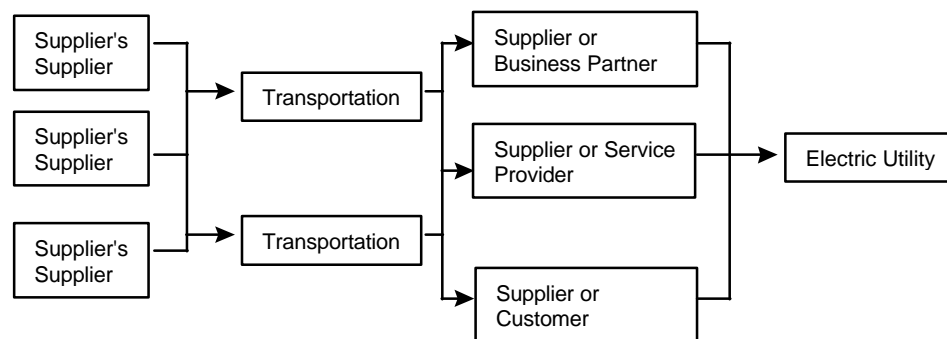 Supplier's
Supplier
Supplier's
Supplier
Supplier's
Supplier
Transportation
Transportation
Supplier or
Business Partner
Supplier or Service
Provider
Supplier or
Customer
Electric Utility